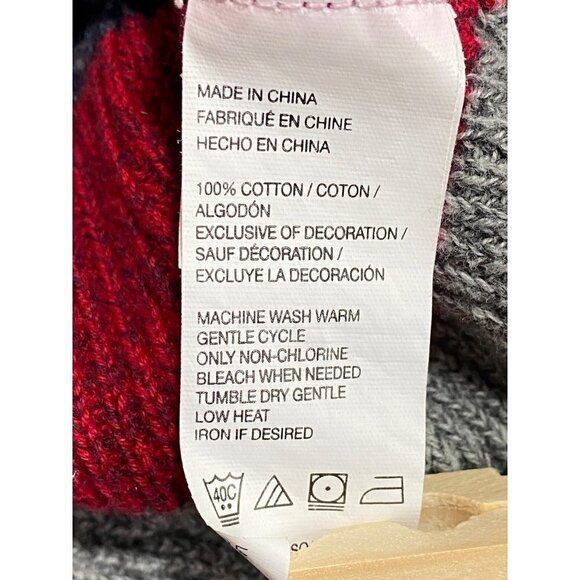 MADE IN CHINA
FABRIQUÉ EN CHINE
HECHO EN CHINA
100% COTTON / COTON /
ALGODÓN
EXCLUSIVE OF DECORATION /
SAUF DÉCORATION /
EXCLUYE LA DECORACIÓN
MACHINE WASH WARM
GENTLE CYCLE
ONLY NON-CHLORINE
BLEACH WHEN NEEDED
TUMBLE DRY GENTLE
LOW HEAT
IRON IF DESIRED
40C